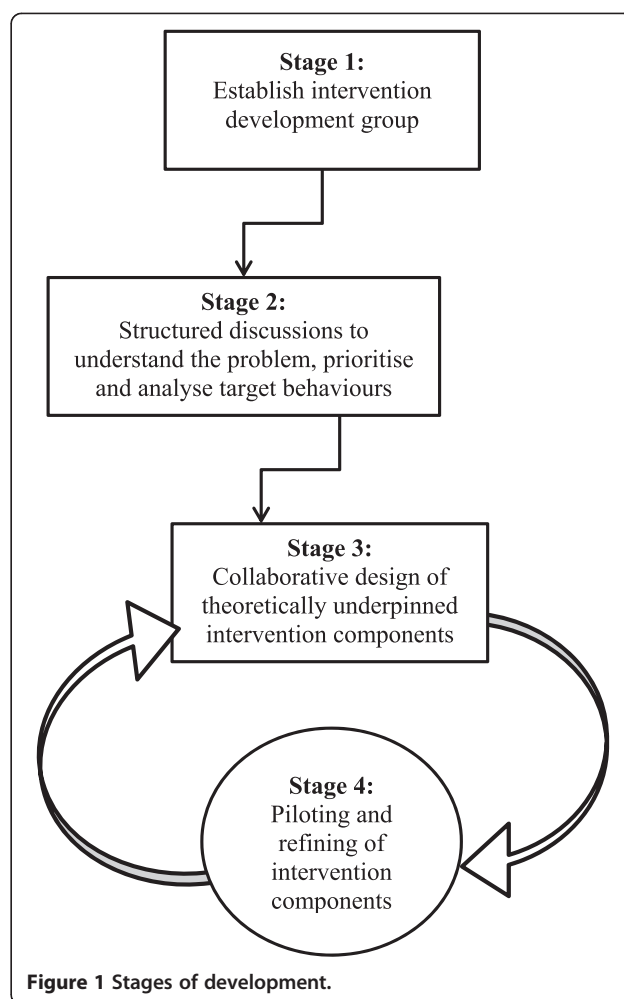 Stage 1:
Establish intervention
development group
Stage 2:
Structured discussions to
understand the problem, prioritise
and analyse target behaviours
Stage 3:
Collaborative design of
theoretically underpinned
intervention components
Stage 4:
Piloting and
refining of
intervention
components
Figure 1 Stages of development.